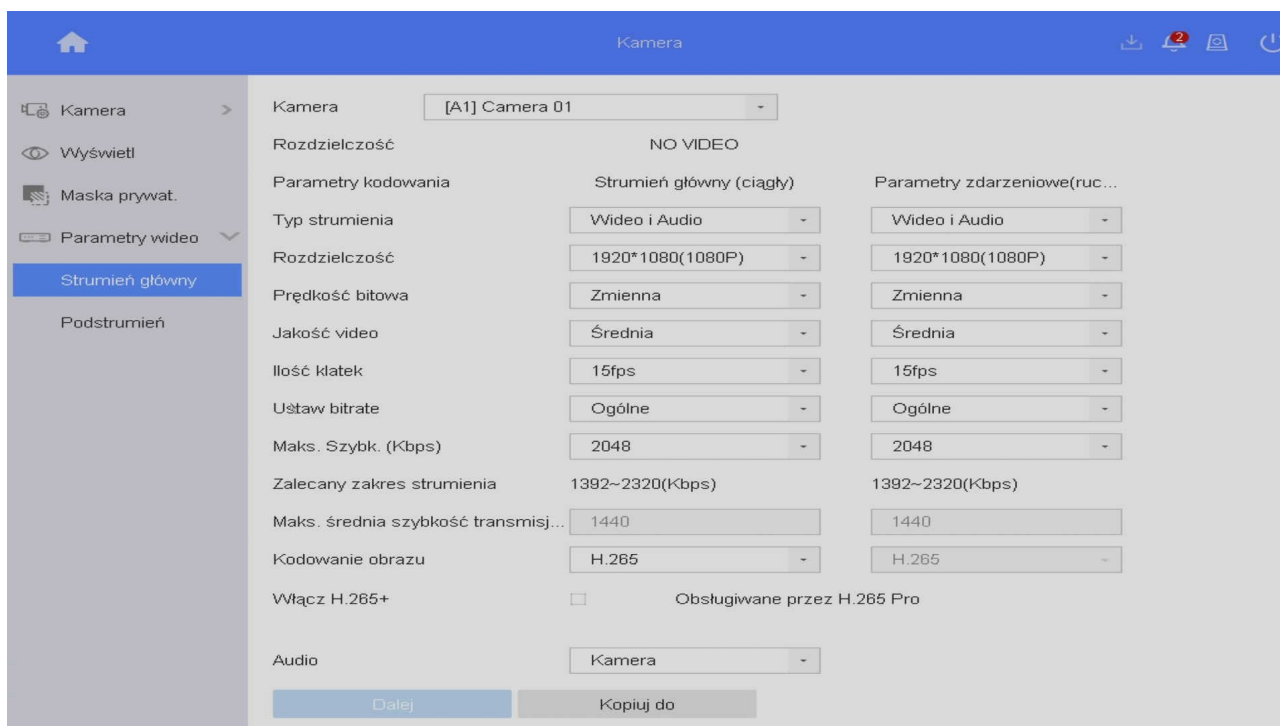 Kamera
2
Kamera
Wyświetl
Maska prywat.
Parametry wideo
Strumień główny
Podstrumień
Kamera [A1] Camera 01
Rozdzielczość NO VIDEO
Parametry kodowania Strumień główny (ciągły) Parametry zdarzeniowe(ruc...
Typ strumienia Wideo i Audio Wideo i Audio
Rozdzielczość 1920*1080(1080P) 1920*1080(1080P)
Prędkość bitowa Zmienna Zmienna
Jakość video Średnia Średnia
Ilość klatek 15fps 15fps
Ustaw bitrate Ogólne Ogólne
Maks. Szybk. (Kbps) 2048 2048
Zalecany zakres strumienia 1392~2320(Kbps) 1392~2320(Kbps)
Maks. średnia szybkość transmisj... 1440 1440
Kodowanie obrazu H.265 H.265
Włącz H.265+ Obsługiwane przez H.265 Pro
Audio Kamera
Dalej Kopiuj do